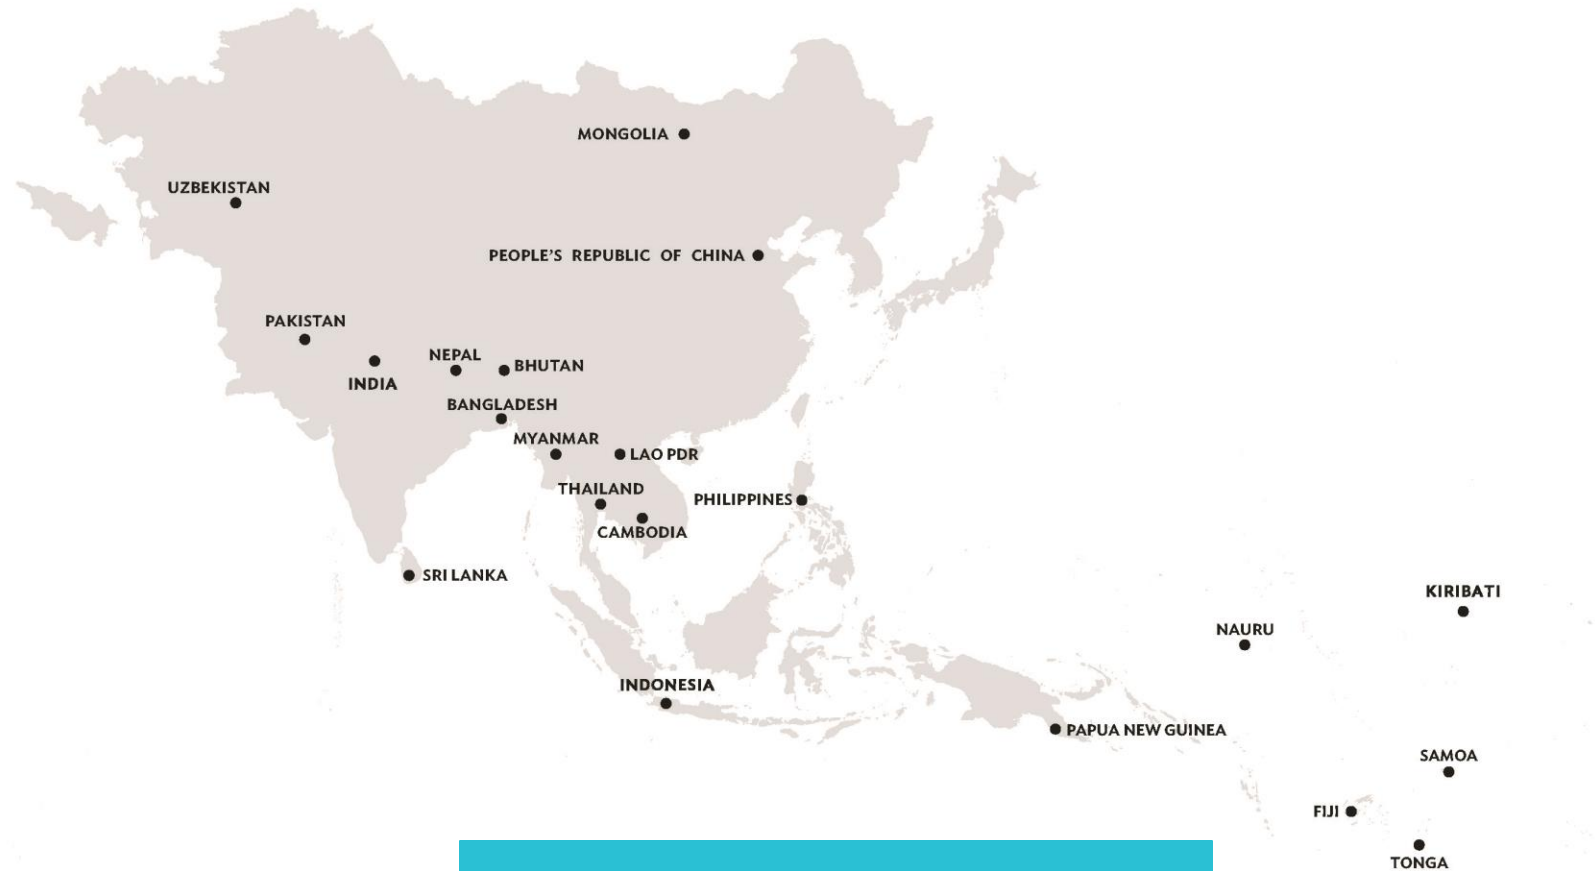 MONGOLIA
UZBEKISTAN
PEOPLE'S REPUBLIC OF CHINA
PAKISTAN
NEPAL
BHUTAN
INDIA
BANGLADESH
MYANMAR
LAO PDR
THAILAND
PHILIPPINES
CAMBODIA
SRI LANKA
KIRIBATI
NAURU
INDONESIA
PAPUA NEW GUINEA
SAMOA
FIJI
TONGA